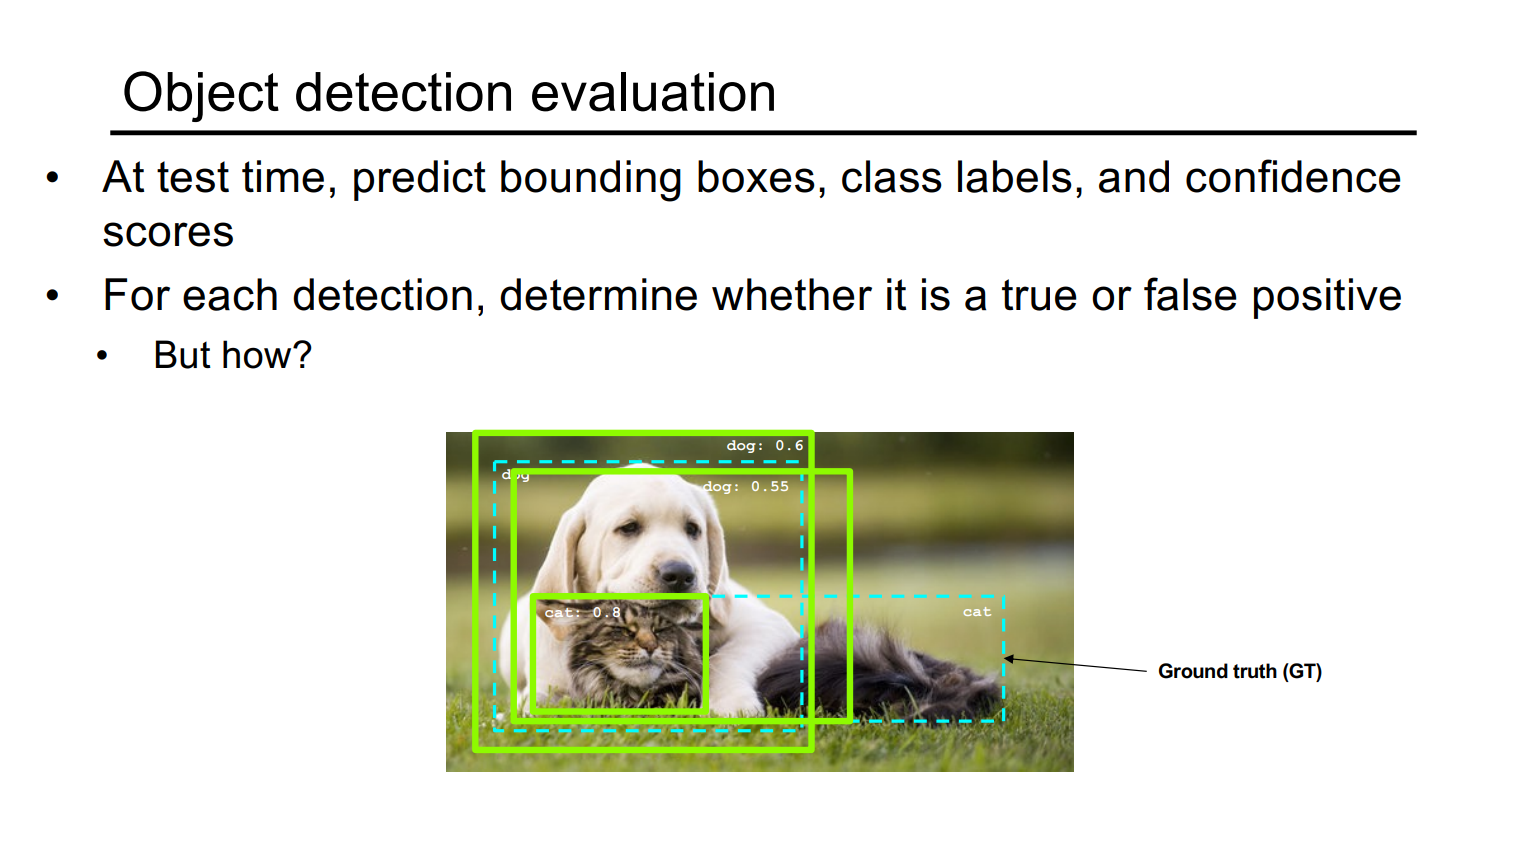 Object detection evaluation
• At test time, predict bounding boxes, class labels, and confidence
scores
• For each detection, determine whether it is a true or false positive
• But how?
dog: 0.6
dog
dog: 0.55
cat: 0.8
cat
Ground truth (GT)